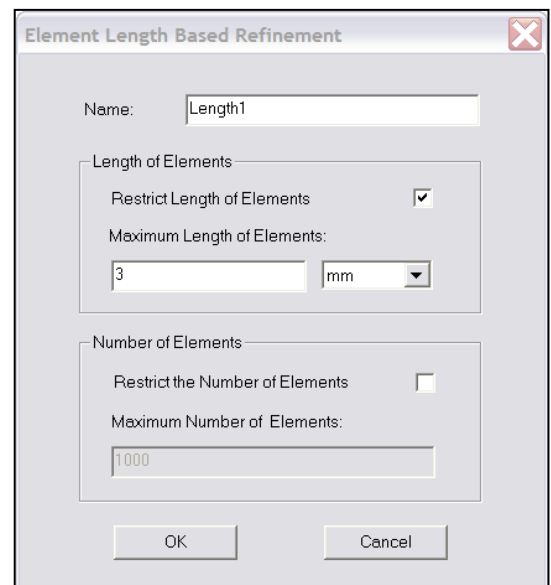 Element Length Based Refinement
Name: Length1
Length of Elements
Restrict Length of Elements
Maximum Length of Elements:
3 mm
Number of Elements
Restrict the Number of Elements
Maximum Number of Elements:
1000
OK Cancel